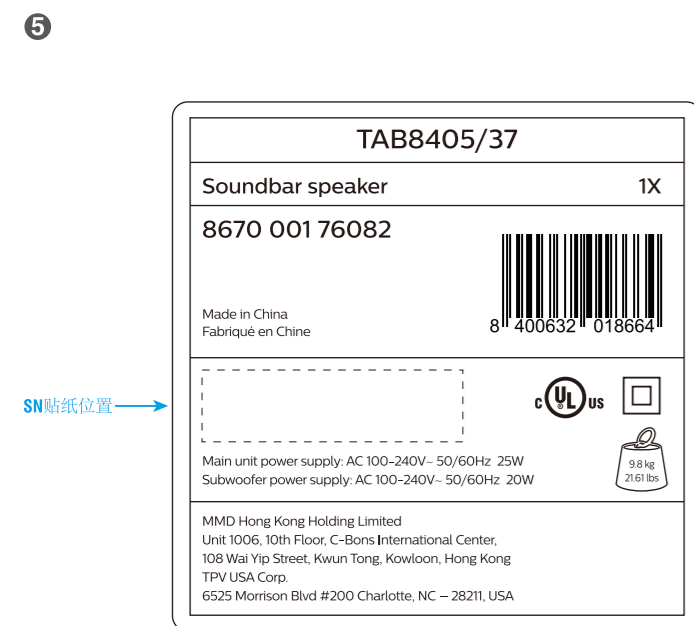 5
TAB8405/37
Soundbar speaker 1X
8670 001 76082
Made in China
Fabriqué en Chine
8 400632 018664
SN贴纸位置
c UL us
Main unit power supply: AC 100-240V~ 50/60Hz 25W
Subwoofer power supply: AC 100-240V~ 50/60Hz 20W
9.8 kg
21.61 lbs
MMD Hong Kong Holding Limited
Unit 1006, 10th Floor, C-Bons International Center,
108 Wai Yip Street, Kwun Tong, Kowloon, Hong Kong
TPV USA Corp.
6525 Morrison Blvd #200 Charlotte, NC – 28211, USA